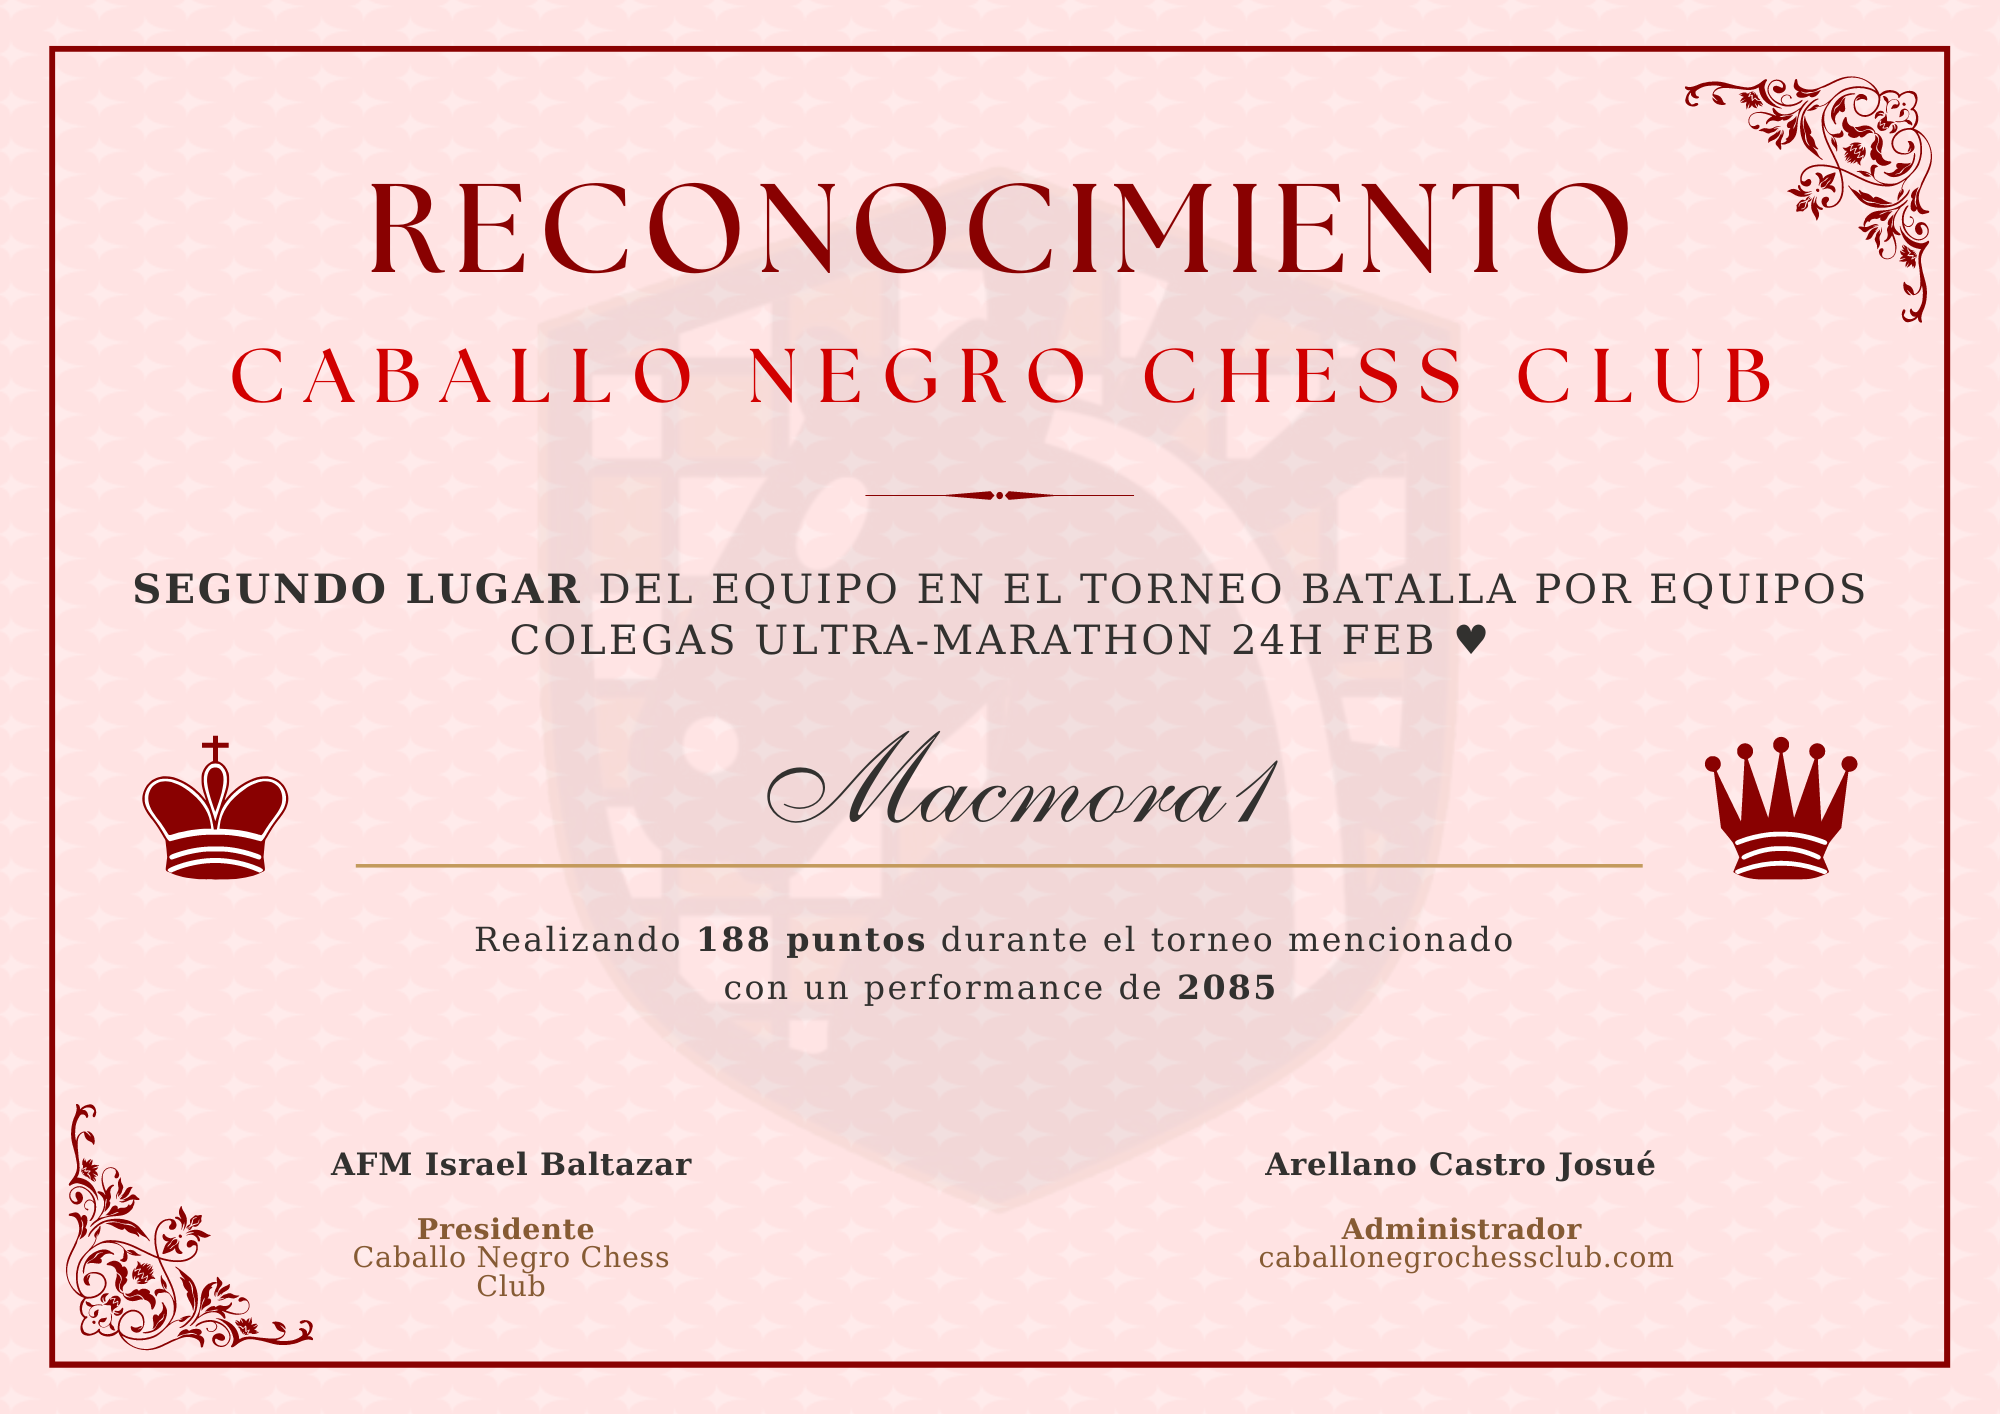 RECONOCIMIENTO
CABALLO NEGRO CHESS CLUB
SEGUNDO LUGAR DEL EQUIPO EN EL TORNEO BATALLA POR EQUIPOS
COLEGAS ULTRA-MARATHON 24H FEB ♥
Macmora1
Realizando 188 puntos durante el torneo mencionado
con un performance de 2085
AFM Israel Baltazar
Presidente
Caballo Negro Chess
Club
Arellano Castro Josué
Administrador
caballonegrochessclub.com